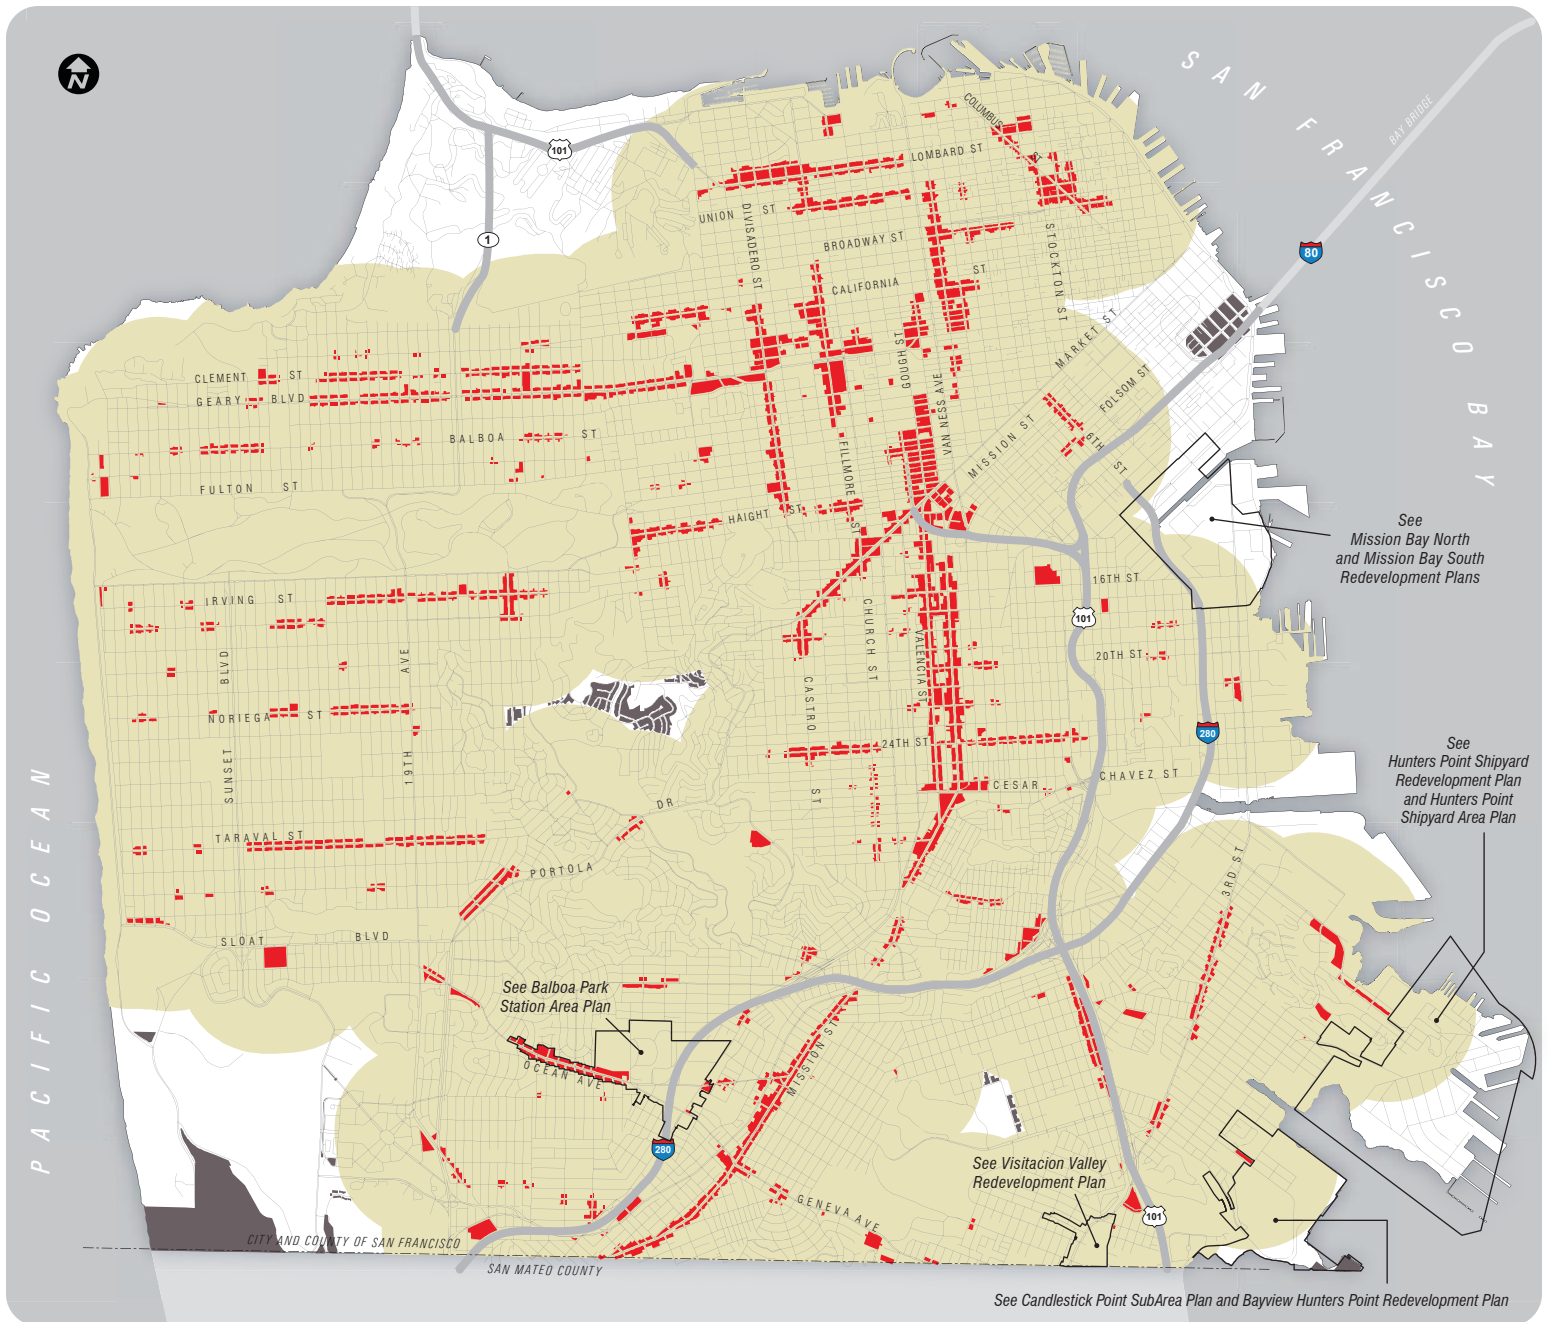 N
SAN FRANCISCO BAY
BAY BRIDGE
101
1
80
COLUMBUS ST
LOMBARD ST
UNION ST
DIVISADERO ST
BROADWAY ST
STOCKTON ST
CALIFORNIA ST
MARKET ST
GOUGH ST
CLEMENT ST
GEARY BLVD
VAN NESS AVE
FOLSOM ST
BALBOA ST
MISSION ST
6TH ST
FILLMORE ST
FULTON ST
HAIGHT ST
See
Mission Bay North
and Mission Bay South
Redevelopment Plans
16TH ST
IRVING ST
CHURCH ST
101
VALENCIA ST
20TH ST
SUNSET BLVD
19TH AVE
CASTRO ST
NORIEGA ST
24TH ST
280
CESAR CHAVEZ ST
See
Hunters Point Shipyard
Redevelopment Plan
and Hunters Point
Shipyard Area Plan
PACIFIC OCEAN
TARAVAL ST
PORTOLA DR
3RD ST
SLOAT BLVD
See Balboa Park
Station Area Plan
OCEAN AVE
MISSION ST
280
See Visitacion Valley
Redevelopment Plan
GENEVA AVE
101
CITY AND COUNTY OF SAN FRANCISCO
SAN MATEO COUNTY
See Candlestick Point SubArea Plan and Bayview Hunters Point Redevelopment Plan